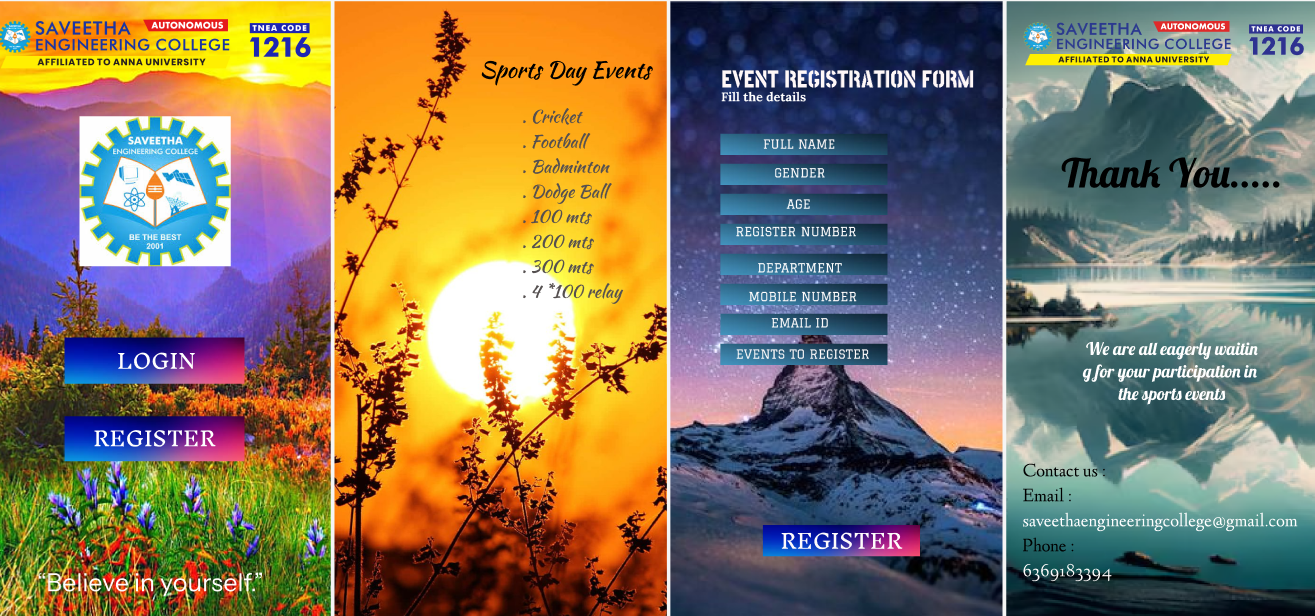 SAVEETHA AUTONOMOUS
ENGINEERING COLLEGE
AFFILIATED TO ANNA UNIVERSITY
TNEA CODE
1216
SAVEETHA
ENGINEERING COLLEGE
BE THE BEST
2001
LOGIN
REGISTER
“Believe in yourself.”
Sports Day Events
. Cricket
. Football
. Badminton
. Dodge Ball
. 100 mts
. 200 mts
. 300 mts
. 4 *100 relay
EVENT REGISTRATION FORM
Fill the details
FULL NAME
GENDER
AGE
REGISTER NUMBER
DEPARTMENT
MOBILE NUMBER
EMAIL ID
EVENTS TO REGISTER
REGISTER
SAVEETHA AUTONOMOUS
ENGINEERING COLLEGE
AFFILIATED TO ANNA UNIVERSITY
TNEA CODE
1216
Thank You.....
We are all eagerly waitin
g for your participation in
the sports events
Contact us :
Email :
saveethaengineeringcollege@gmail.com
Phone :
6369183394